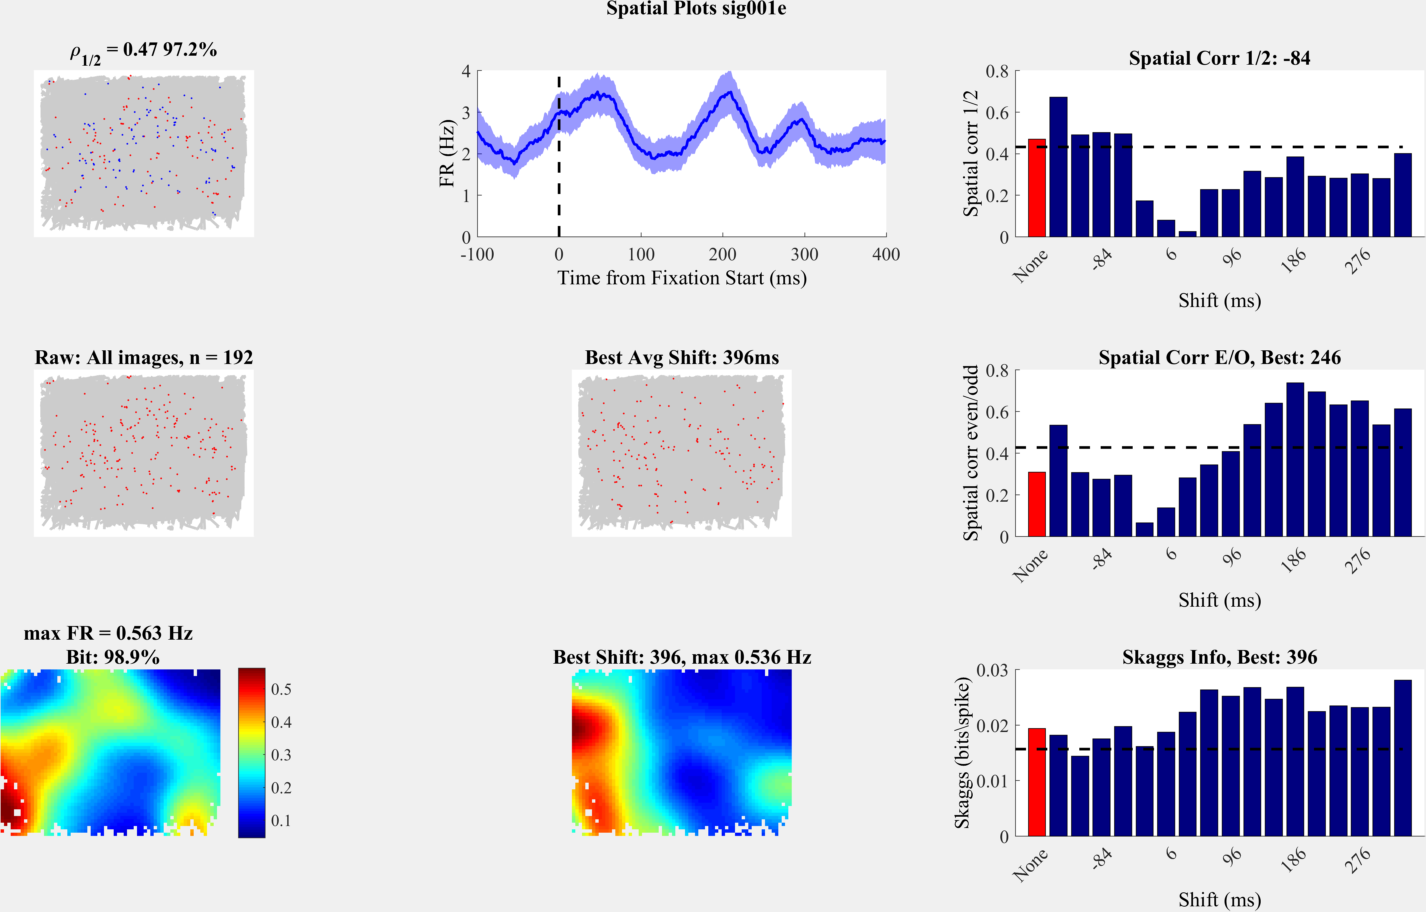 Spatial Plots sig001e
ρ1/2 = 0.47 97.2%
4
3
2
1
0
FR (Hz)
-100 0 100 200 300 400
Time from Fixation Start (ms)
Spatial Corr 1/2: -84
0.8
0.6
0.4
0.2
0
Spatial corr 1/2
None -84 6 96 186 276
Shift (ms)
Raw: All images, n = 192
Best Avg Shift: 396ms
Spatial Corr E/O, Best: 246
0.8
0.6
0.4
0.2
0
Spatial corr even/odd
None -84 6 96 186 276
Shift (ms)
max FR = 0.563 Hz
Bit: 98.9%
0.5
0.4
0.3
0.2
0.1
Best Shift: 396, max 0.536 Hz
Skaggs Info, Best: 396
0.03
0.02
0.01
0
Skaggs (bits\spike)
None -84 6 96 186 276
Shift (ms)